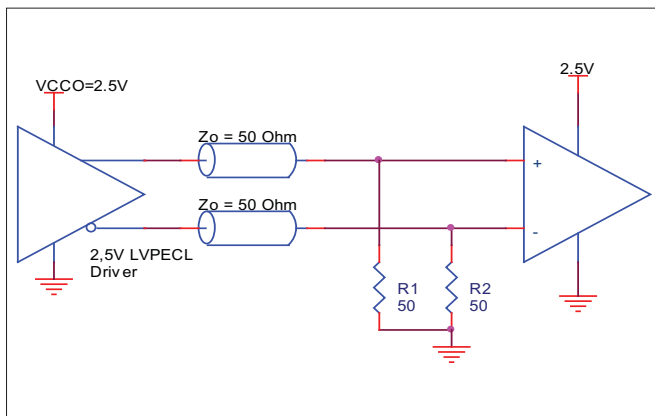 VCCO=2.5V
2.5V
Zo = 50 Ohm
+
Zo = 50 Ohm
-
2,5V LVPECL
Driver
R1
50
R2
50